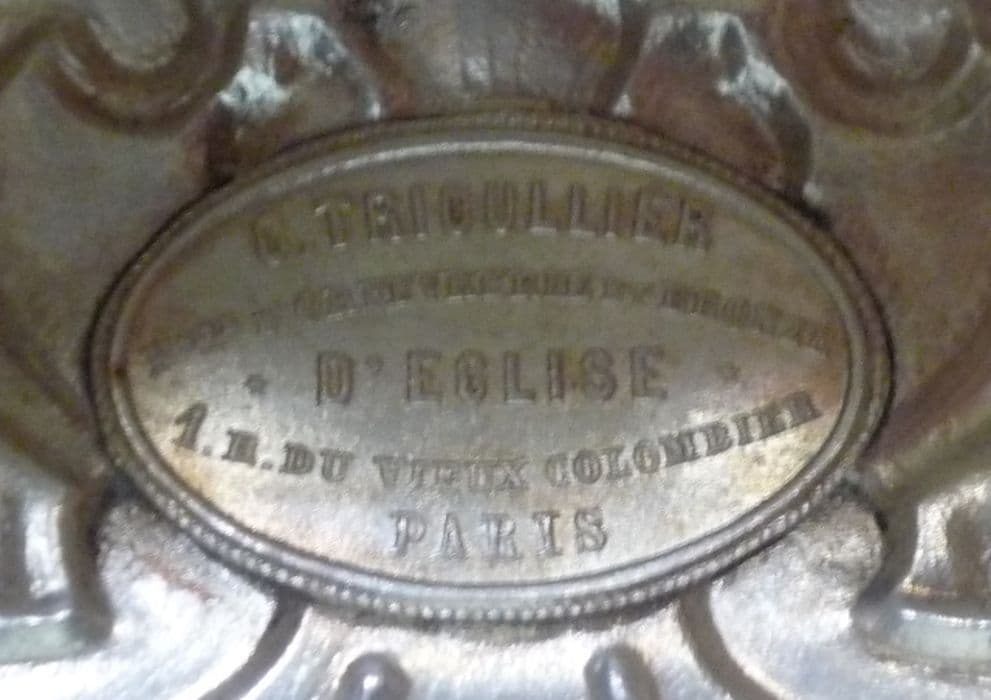 C. TRIOULLIER
D'EGLISE
1. R. DU VIEUX COLOMBIER
PARIS